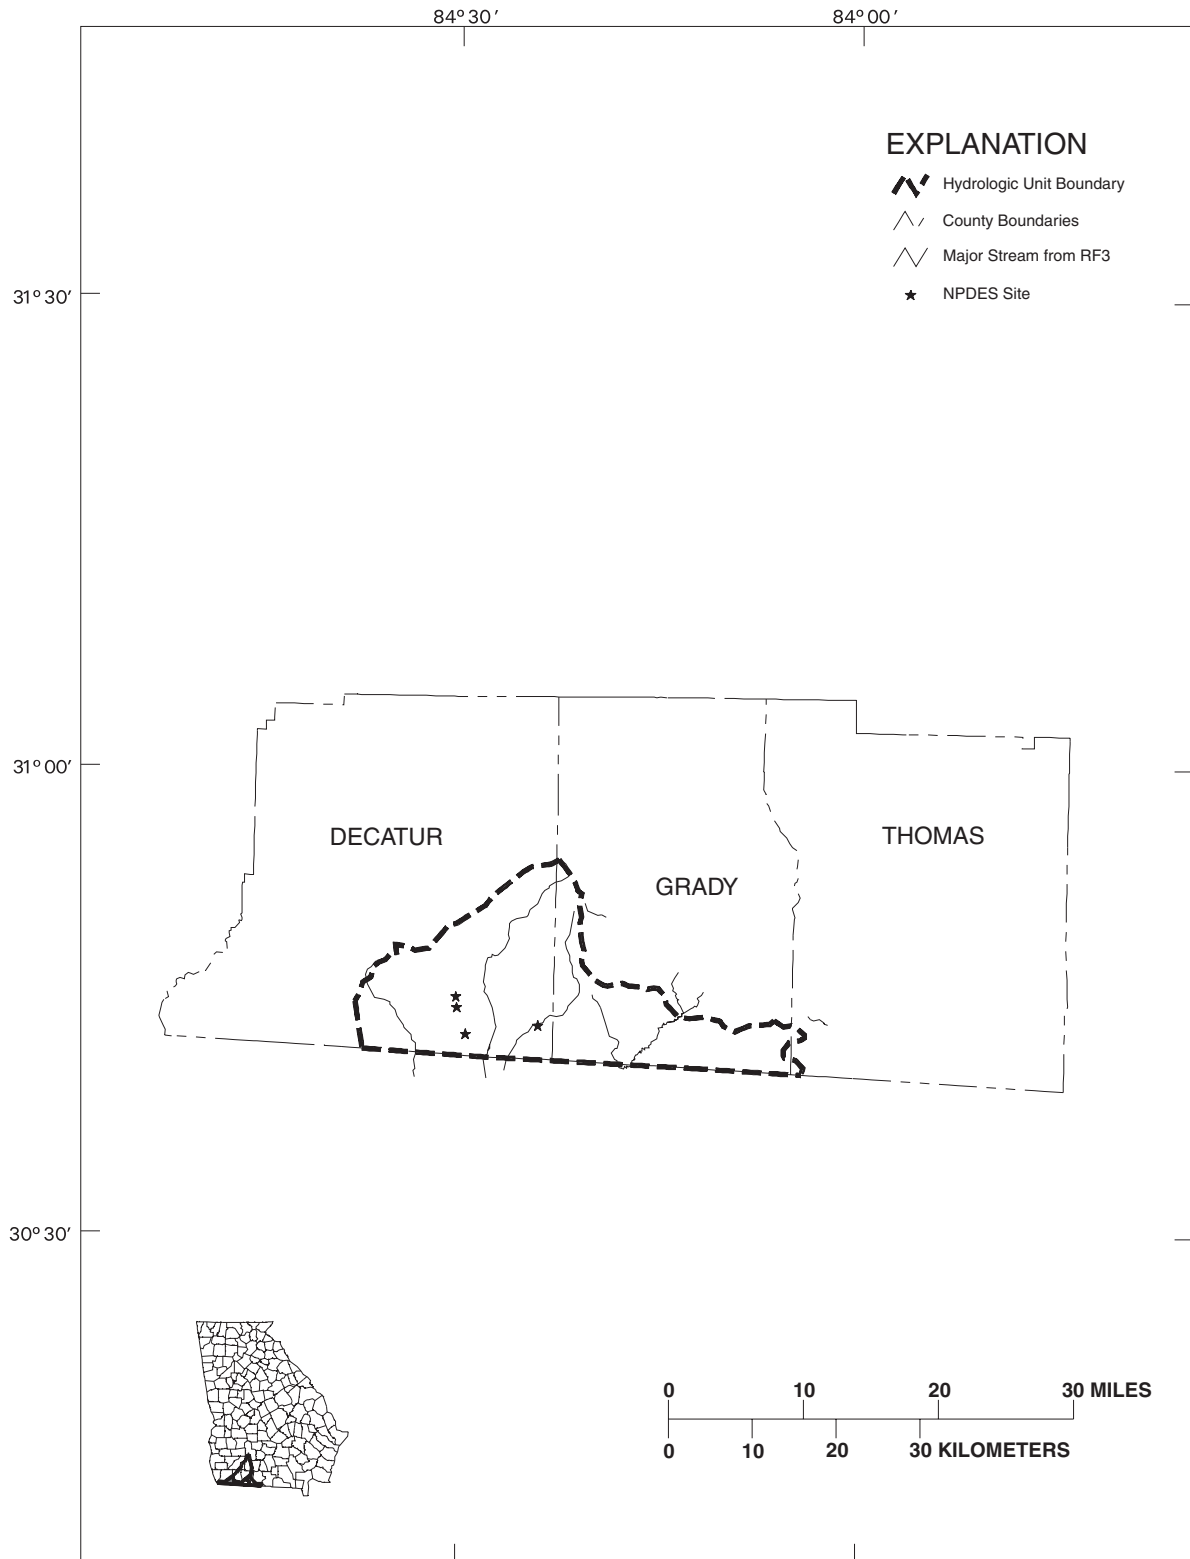 84° 30′ 84° 00′
EXPLANATION
Hydrologic Unit Boundary
County Boundaries
Major Stream from RF3
NPDES Site
31° 30′
31° 00′
DECATUR
THOMAS
GRADY
30° 30′
0 10 20 30 MILES
0 10 20 30 KILOMETERS